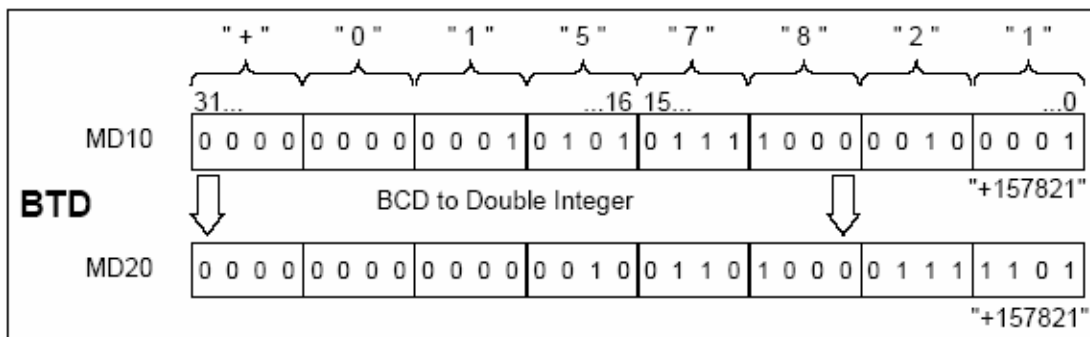 " + " " 0 " " 1 " " 5 " " 7 " " 8 " " 2 " " 1 "
31... ...16 15... ...0
MD10 0 0 0 0 0 0 0 0 0 0 0 1 0 1 0 1 0 1 1 1 1 0 0 0 0 0 1 0 0 0 0 1
"+157821"
BTD BCD to Double Integer
MD20 0 0 0 0 0 0 0 0 0 0 0 0 0 0 1 0 0 1 1 0 1 0 0 0 0 1 1 1 1 1 0 1
"+157821"